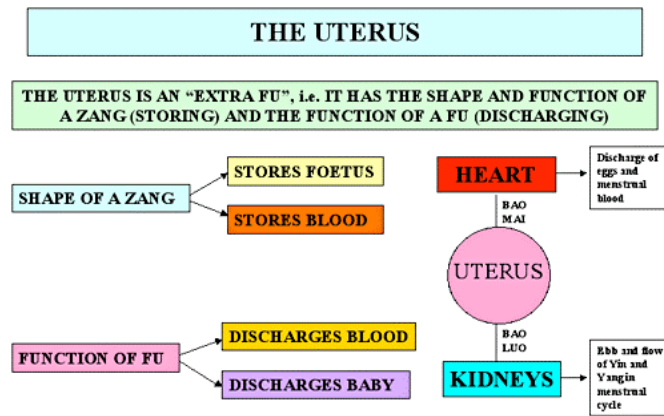 THE UTERUS
THE UTERUS IS AN “EXTRA FU”, i.e. IT HAS THE SHAPE AND FUNCTION OF
A ZANG (STORING) AND THE FUNCTION OF A FU (DISCHARGING)
SHAPE OF A ZANG
STORES FOETUS
STORES BLOOD
FUNCTION OF FU
DISCHARGES BLOOD
DISCHARGES BABY
HEART
Discharge of
eggs and
menstrual
blood
BAO
MAI
UTERUS
BAO
LUO
KIDNEYS
Ebb and flow
of Yin and
Yang in
menstrual
cycle